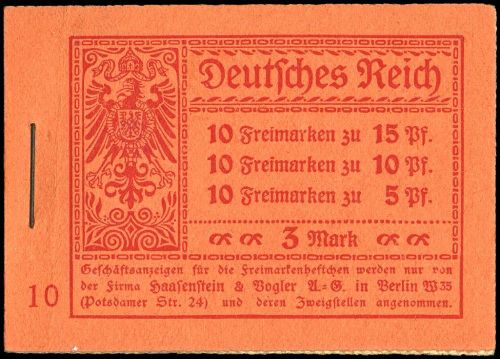 Deutsches Reich
10 Freimarken zu 15 Pf.
10 Freimarken zu 10 Pf.
10 Freimarken zu 5 Pf.
3 Mark
Geschäftsanzeigen für die Freimarkenheftchen werden nur von
der Firma Haasenstein & Vogler A.-G. in Berlin W35
(Potsdamer Str. 24) und deren Zweigstellen angenommen.
10